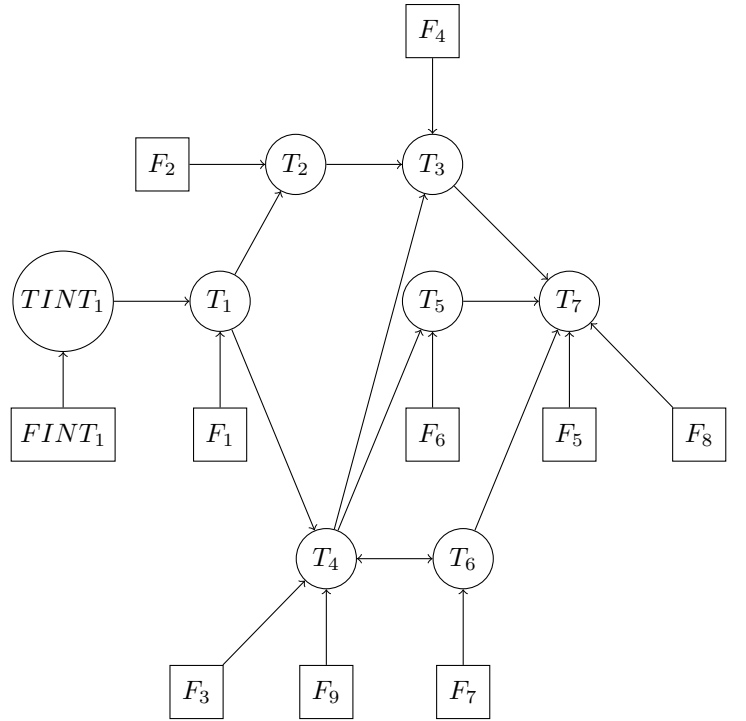 F₄
F₂
T₂
T₃
TINT₁
T₁
T₅
T₇
FINT₁
F₁
F₆
F₅
F₈
T₄
T₆
F₃
F₉
F₇